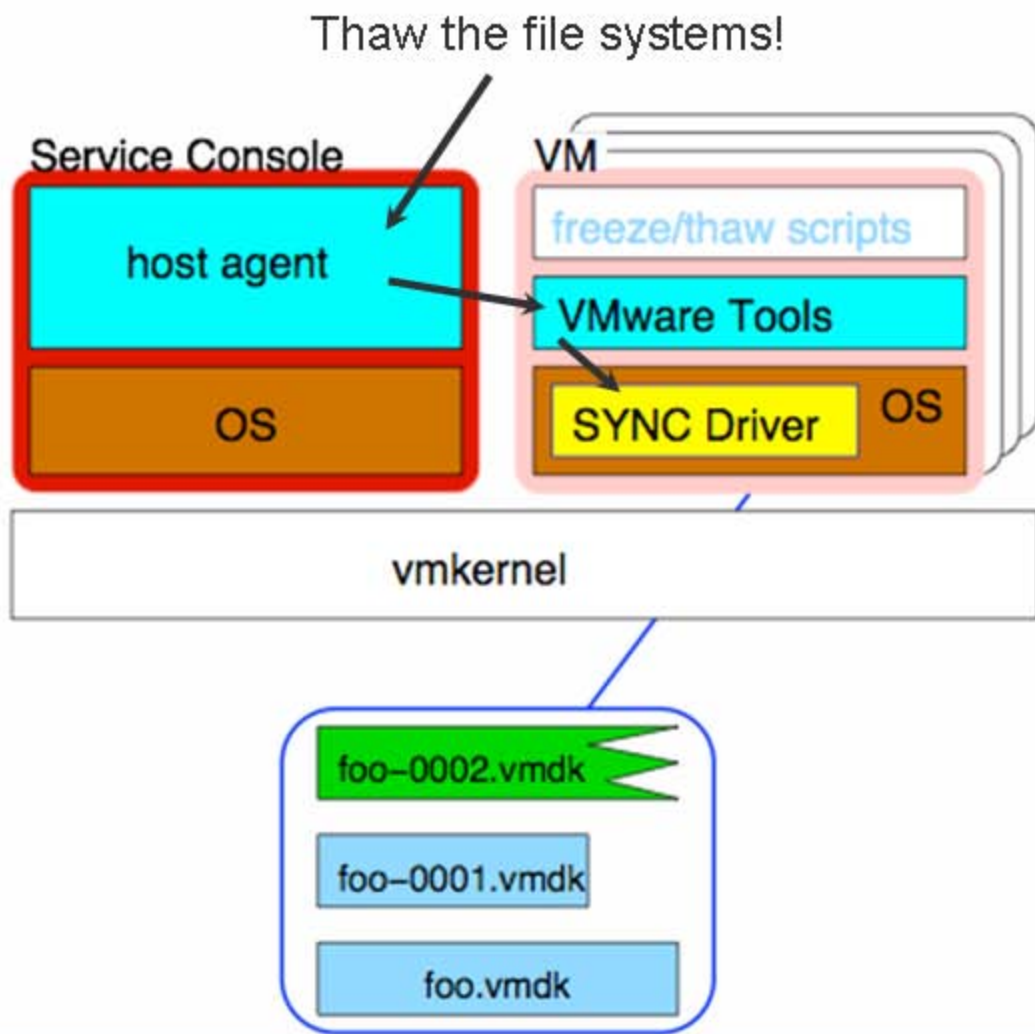 Thaw the file systems!
Service Console
VM
host agent
freeze/thaw scripts
VMware Tools
OS
SYNC Driver
OS
vmkernel
foo-0002.vmdk
foo-0001.vmdk
foo.vmdk